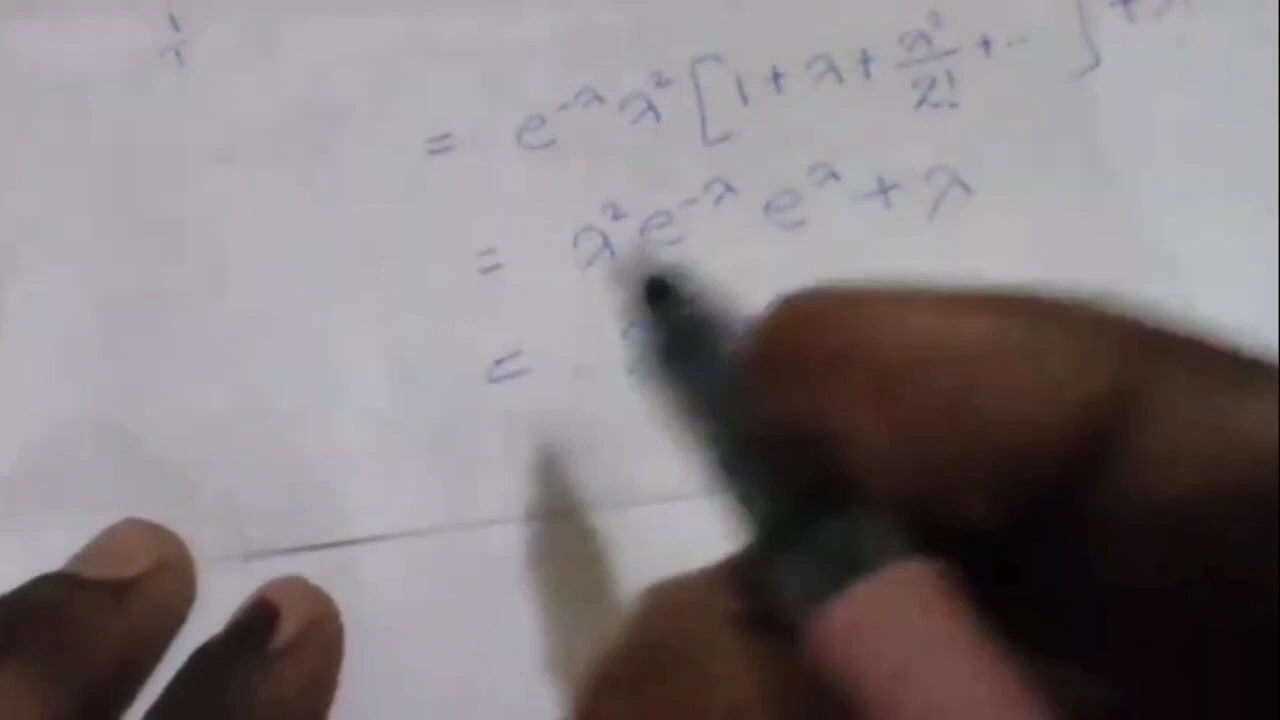 = e^{-λ} λ² [1 + λ + λ²/2! + ... ] + λ
= λ² e^{-λ} e^{λ} + λ
=